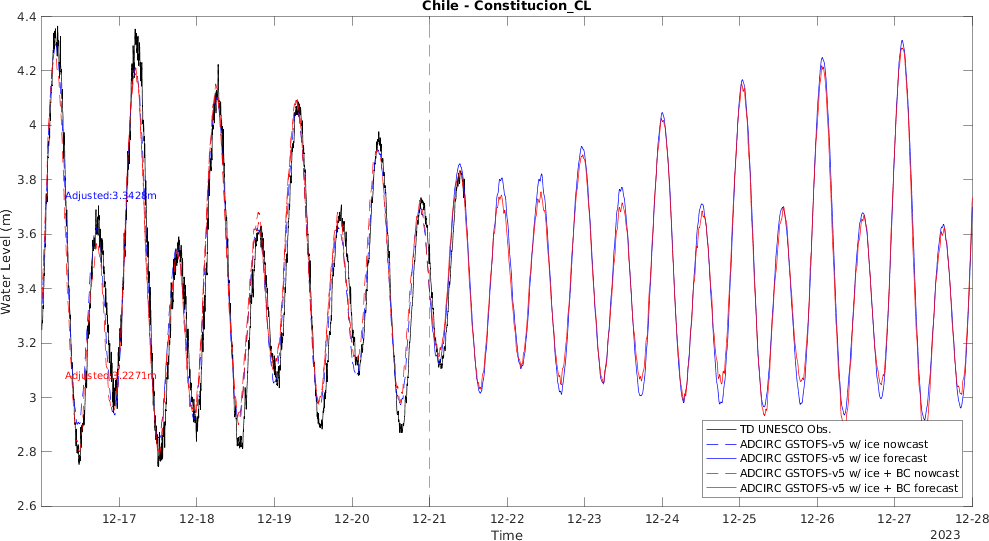 Chile - Constitucion_CL
4.4
4.2
4
3.8
3.6
3.4
3.2
3
2.8
2.6
Water Level (m)
Adjusted:3.3428m
Adjusted:3.2271m
TD UNESCO Obs.
ADCIRC GSTOFS-v5 w/ ice nowcast
ADCIRC GSTOFS-v5 w/ ice forecast
ADCIRC GSTOFS-v5 w/ ice + BC nowcast
ADCIRC GSTOFS-v5 w/ ice + BC forecast
12-17 12-18 12-19 12-20 12-21 12-22 12-23 12-24 12-25 12-26 12-27 12-28
Time
2023